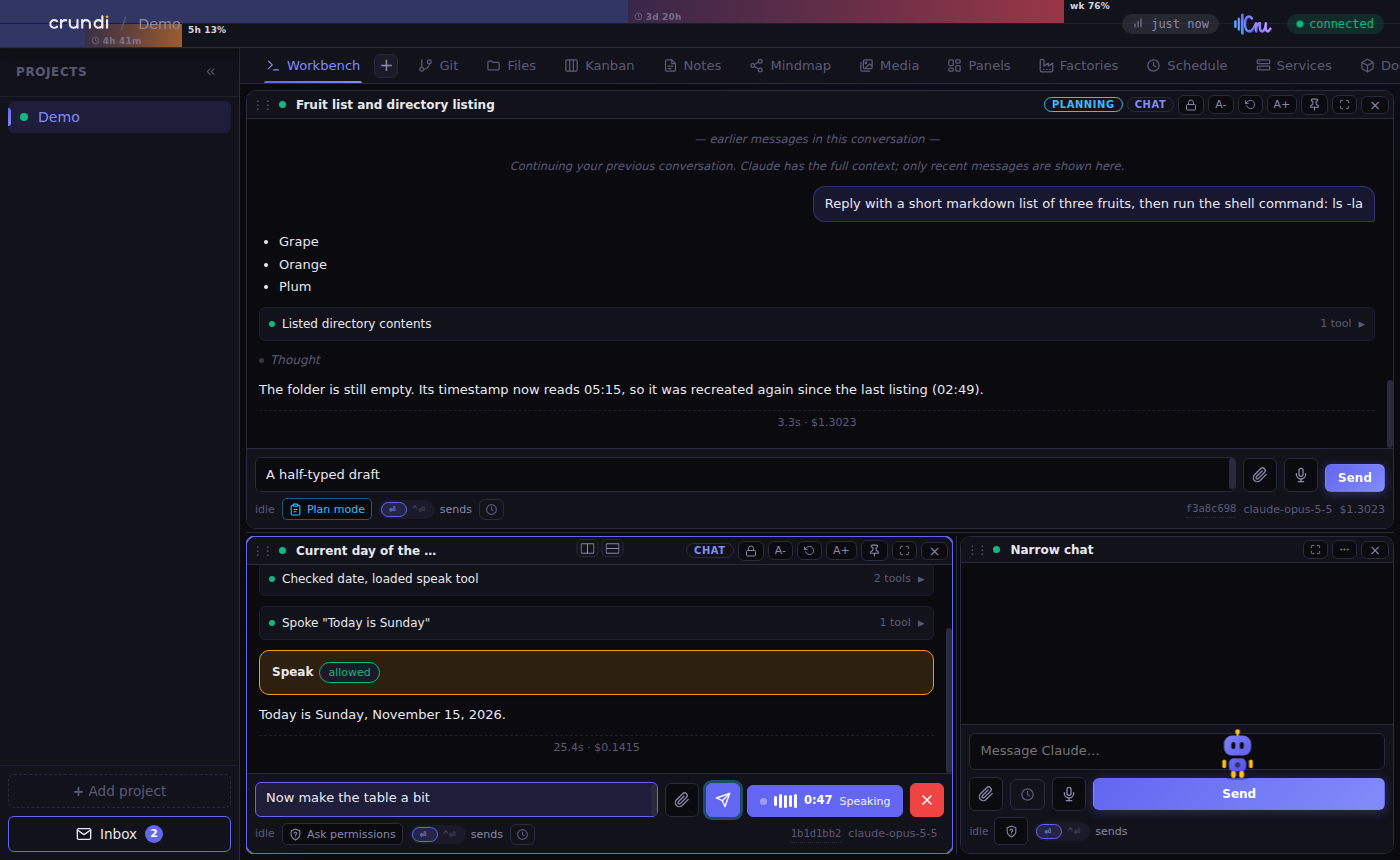 crundi / Demo
3d 20h
wk 76%
4h 41m
5h 13%
just now
Cru
connected
PROJECTS «
Demo
+ Add project
Inbox 2
Workbench + Git Files Kanban Notes Mindmap Media Panels Factories Schedule Services Do
Fruit list and directory listing PLANNING CHAT A- A+
— earlier messages in this conversation —
Continuing your previous conversation. Claude has the full context; only recent messages are shown here.
Reply with a short markdown list of three fruits, then run the shell command: ls -la
• Grape
• Orange
• Plum
Listed directory contents 1 tool ▸
Thought
The folder is still empty. Its timestamp now reads 05:15, so it was recreated again since the last listing (02:49).
3.3s · $1.3023
A half-typed draft Send
idle Plan mode ⏎ ^⏎ sends f3a8c698 claude-opus-5-5 $1.3023
Current day of the … CHAT A- A+
Checked date, loaded speak tool 2 tools ▸
Spoke "Today is Sunday" 1 tool ▸
Speak allowed
Today is Sunday, November 15, 2026.
25.4s · $0.1415
Now make the table a bit 0:47 Speaking
idle Ask permissions ⏎ ^⏎ sends 1b1d1bb2 claude-opus-5-5
Narrow chat
Message Claude…
Send
idle ⏎ ^⏎ sends